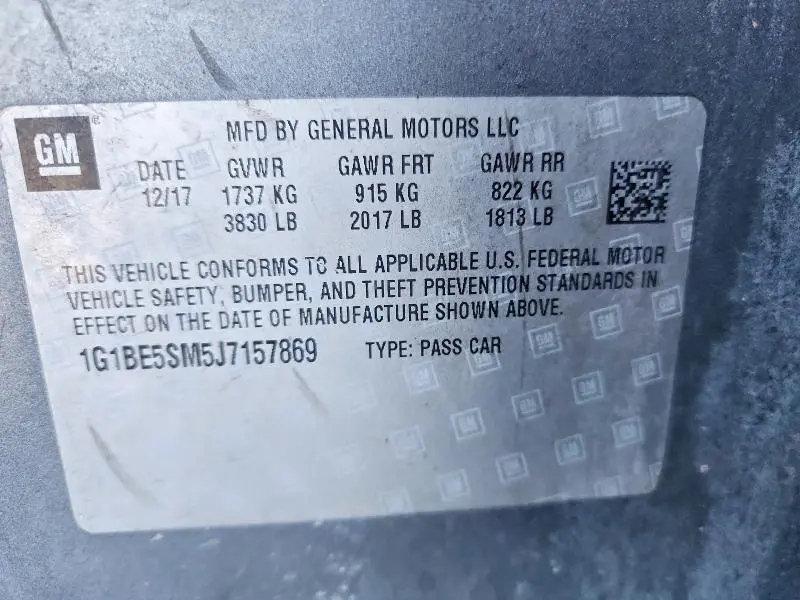 GM
MFD BY GENERAL MOTORS LLC
DATE GVWR GAWR FRT GAWR RR
12/17 1737 KG 915 KG 822 KG
3830 LB 2017 LB 1813 LB
THIS VEHICLE CONFORMS TO ALL APPLICABLE U.S. FEDERAL MOTOR
VEHICLE SAFETY, BUMPER, AND THEFT PREVENTION STANDARDS IN
EFFECT ON THE DATE OF MANUFACTURE SHOWN ABOVE.
1G1BE5SM5J7157869 TYPE: PASS CAR